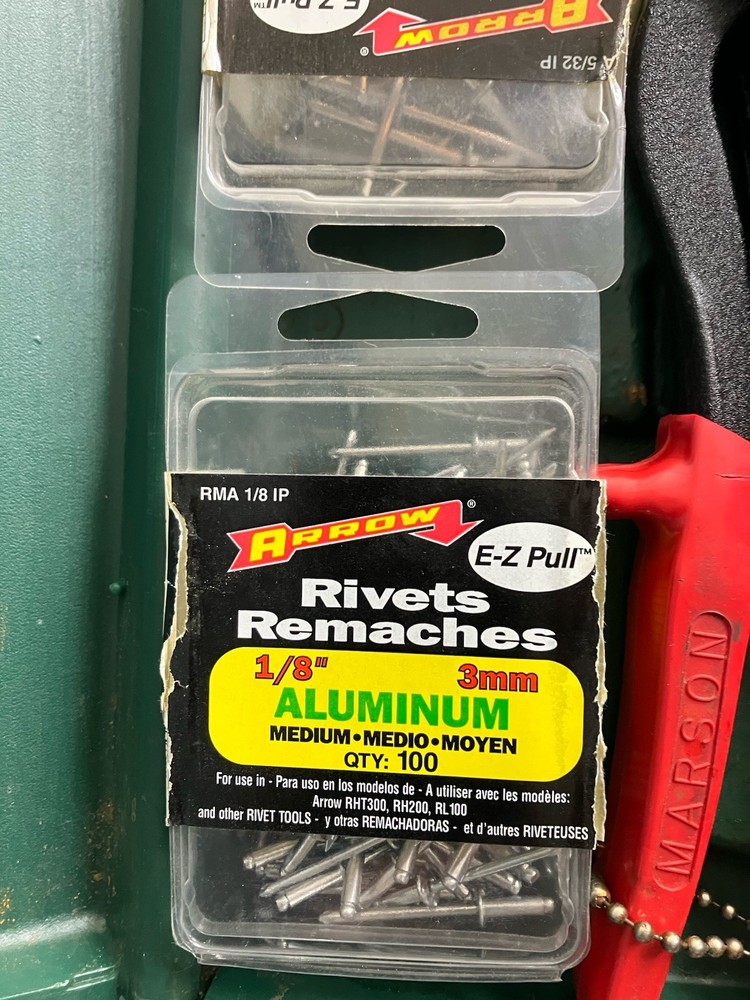 E-Z Pull™
ARROW®
A 5/32 IP
RMA 1/8 IP
ARROW®
E-Z Pull™
Rivets
Remaches
1/8" 3mm
ALUMINUM
MEDIUM•MEDIO•MOYEN
QTY: 100
For use in - Para uso en los modelos de - A utiliser avec les modèles:
Arrow RHT300, RH200, RL100
and other RIVET TOOLS - y otras REMACHADORAS - et d'autres RIVETEUSES
MARSON